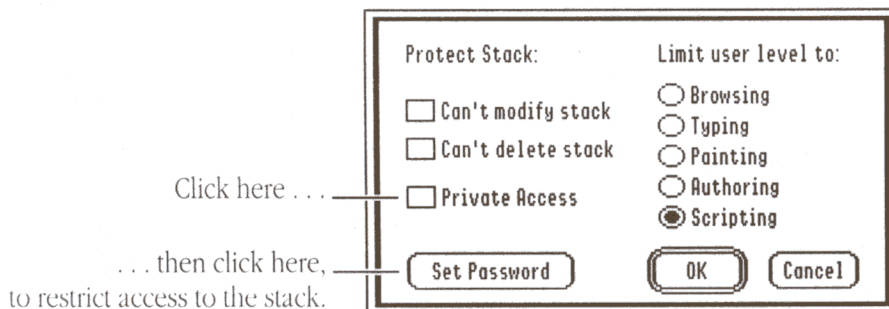 Protect Stack:
Can't modify stack
Can't delete stack
Private Access
Set Password
Limit user level to:
Browsing
Typing
Painting
Authoring
Scripting
OK
Cancel
Click here . . .
. . . then click here,
to restrict access to the stack.